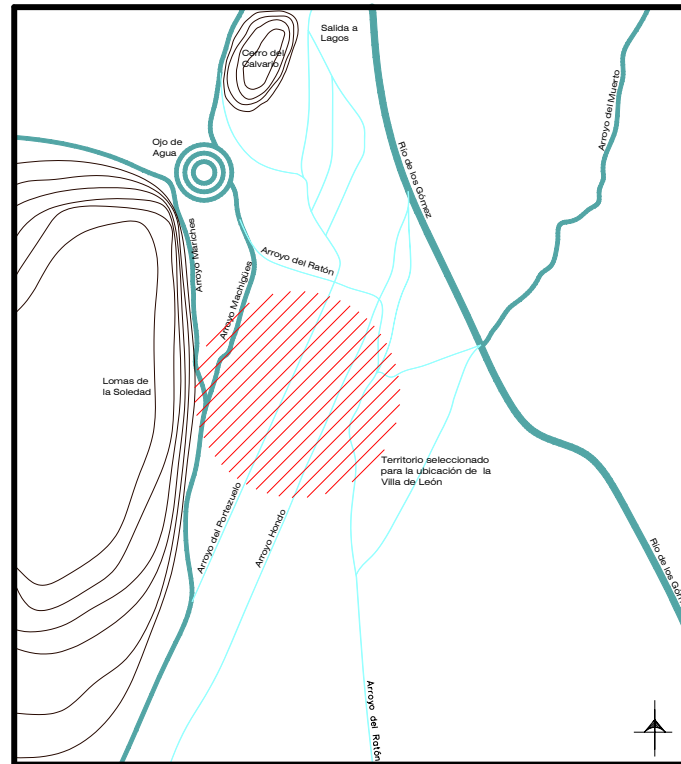 Salida a
Lagos
Cerro del
Calvario
Ojo de
Agua
Río de los Gómez
Arroyo del Muerto
Arroyo Mariches
Arroyo Machigües
Arroyo del Ratón
Lomas de
la Soledad
Territorio seleccionado
para la ubicación de la
Villa de León
Arroyo del Portezuelo
Arroyo Hondo
Arroyo del Ratón
Río de los Góm